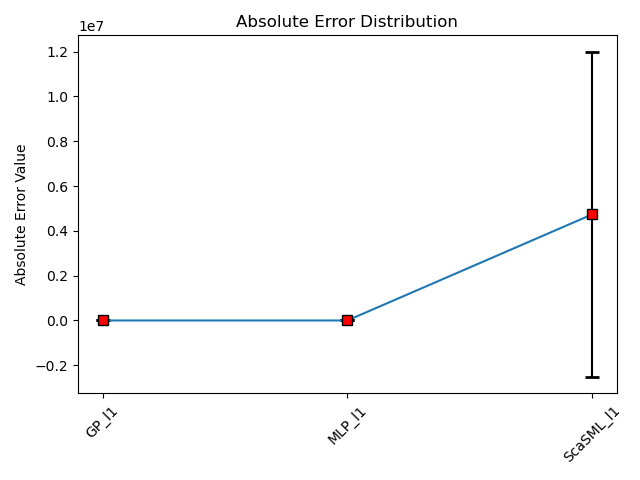 Absolute Error Distribution
1e7
1.2
1.0
0.8
0.6
0.4
0.2
0.0
−0.2
Absolute Error Value
GP_l1
MLP_l1
ScaSML_l1